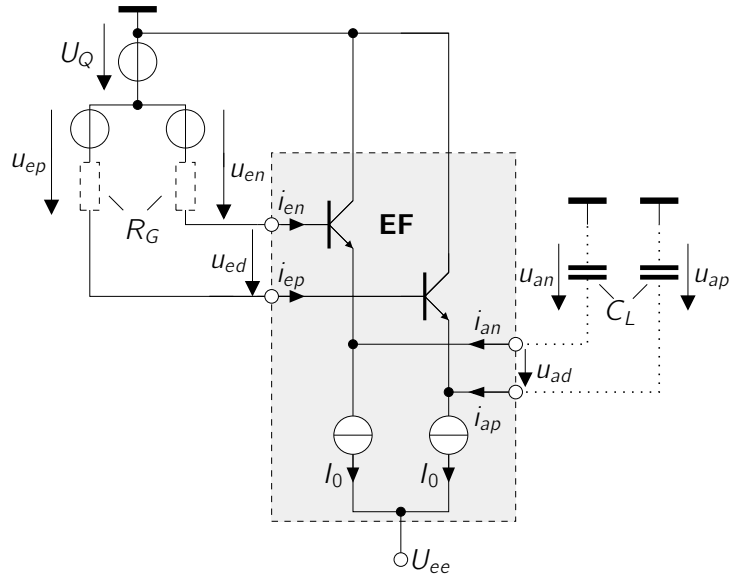 U_Q
u_ep
u_en
R_G
i_en
EF
u_ed
i_ep
u_an
u_ap
C_L
i_an
u_ad
i_ap
I_0
I_0
U_ee